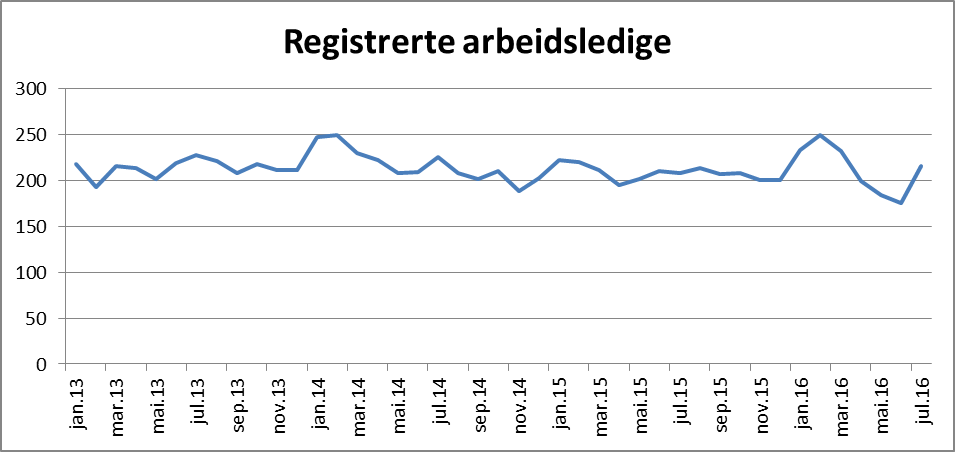 Registrerte arbeidsledige
300
250
200
150
100
50
0
jan.13
mar.13
mai.13
jul.13
sep.13
nov.13
jan.14
mar.14
mai.14
jul.14
sep.14
nov.14
jan.15
mar.15
mai.15
jul.15
sep.15
nov.15
jan.16
mar.16
mai.16
jul.16